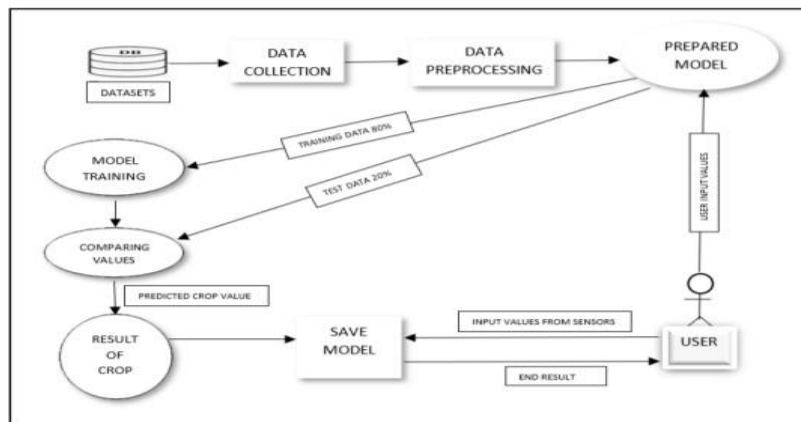 DB
DATASETS
DATA
COLLECTION
DATA
PREPROCESSING
PREPARED
MODEL
TRAINING DATA 80%
TEST DATA 20%
USER INPUT VALUES
MODEL
TRAINING
COMPARING
VALUES
PREDICTED CROP VALUE
RESULT
OF
CROP
SAVE
MODEL
INPUT VALUES FROM SENSORS
END RESULT
USER